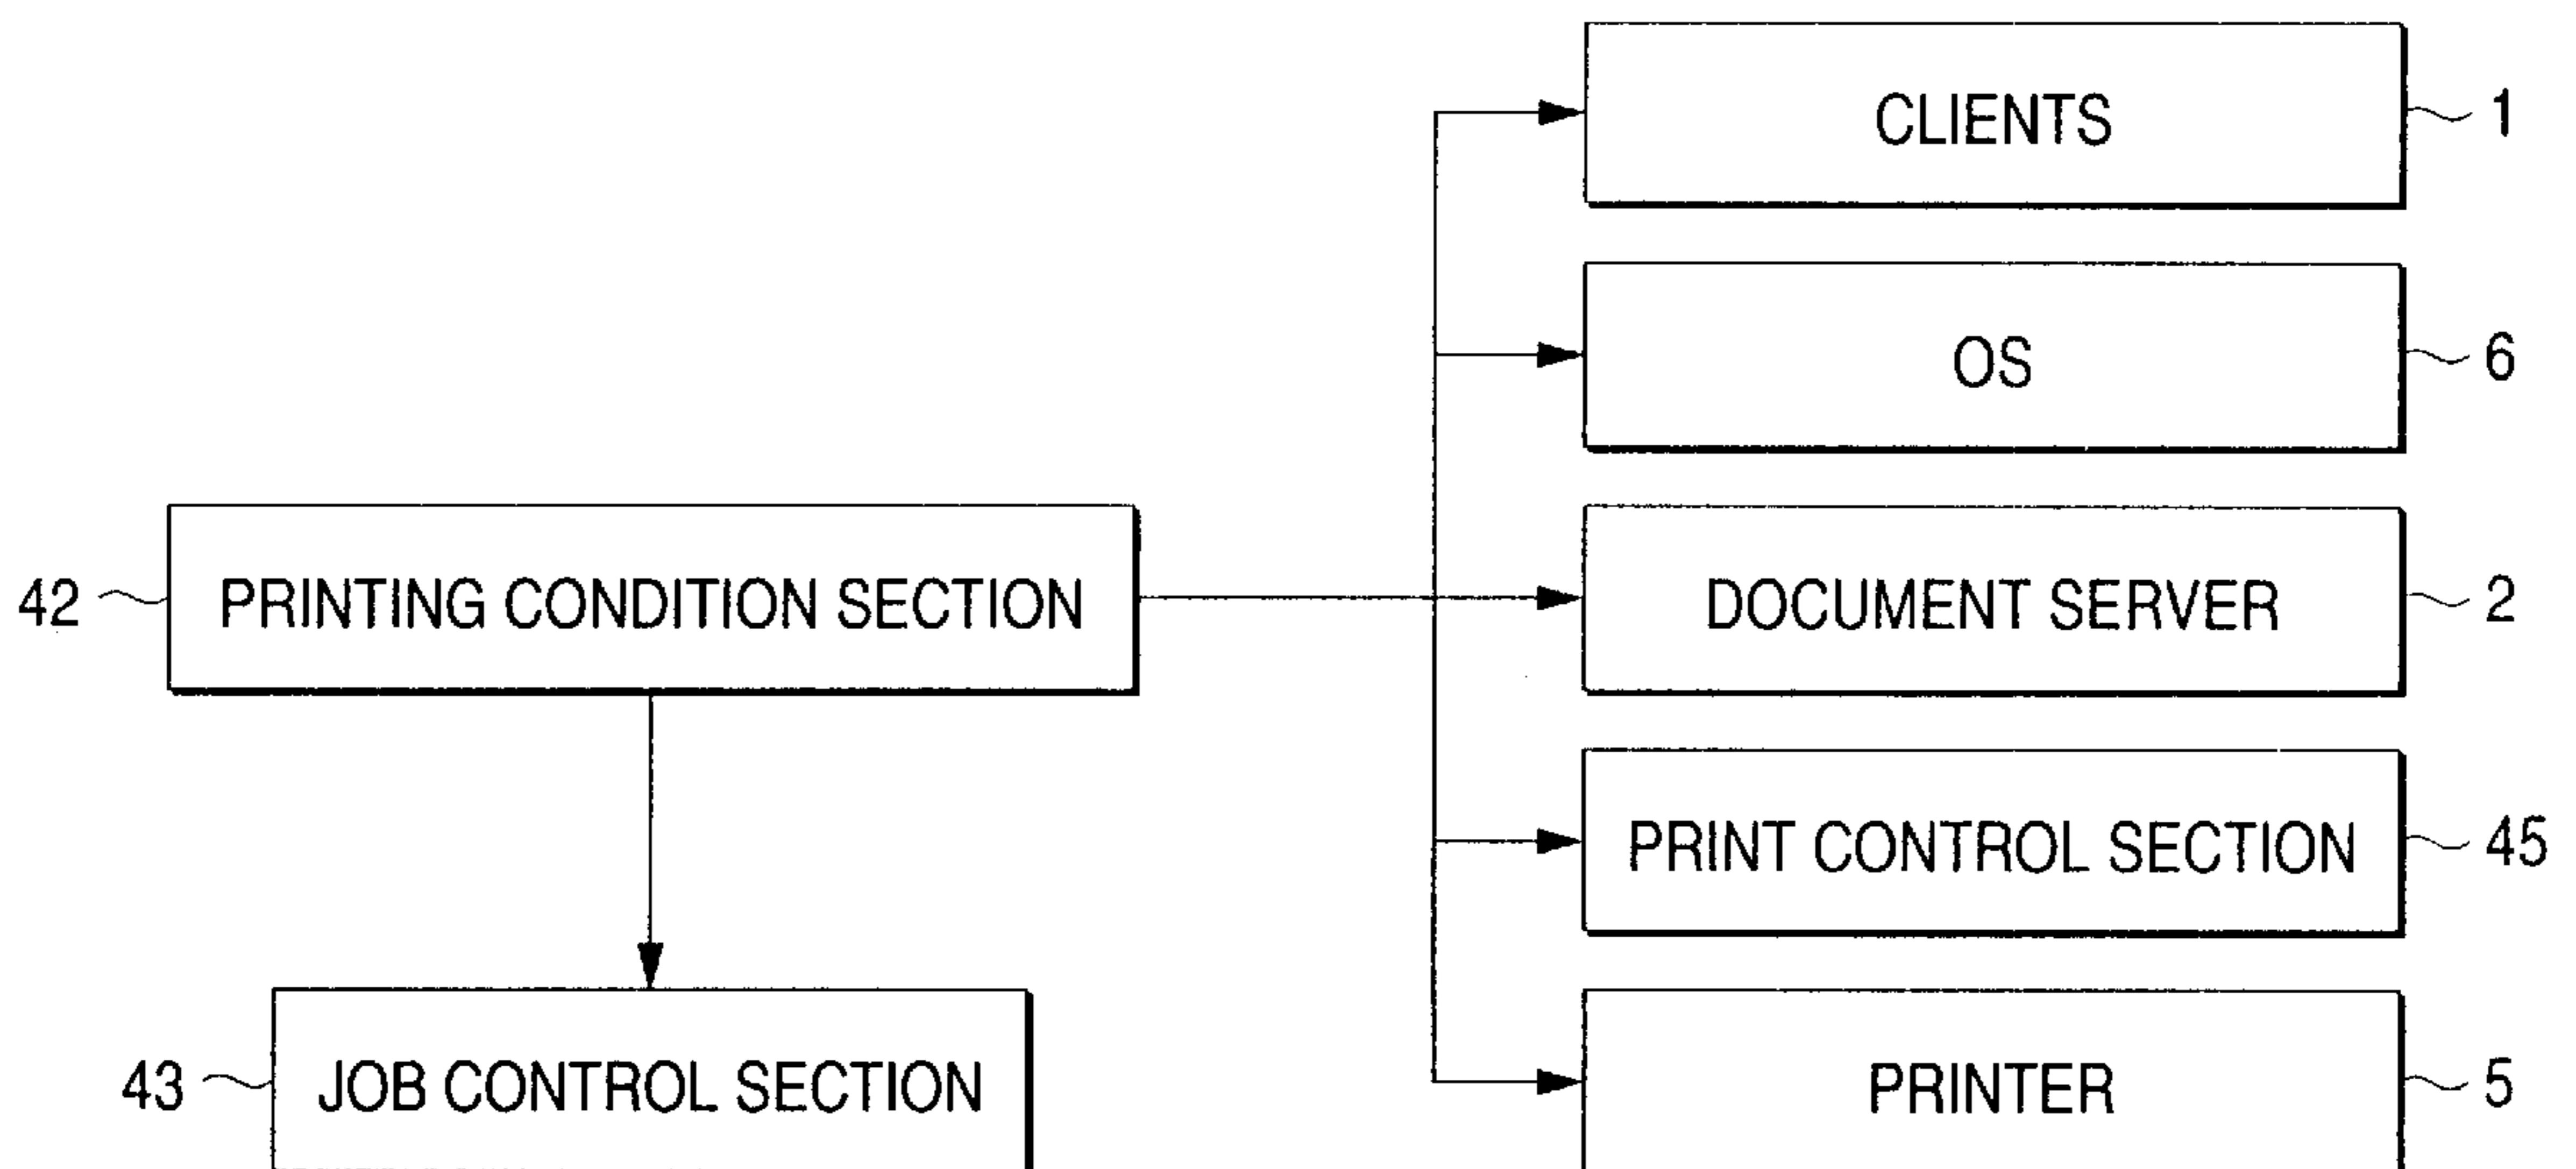 CLIENTS 1
OS 6
42 PRINTING CONDITION SECTION
DOCUMENT SERVER 2
PRINT CONTROL SECTION 45
43 JOB CONTROL SECTION
PRINTER 5